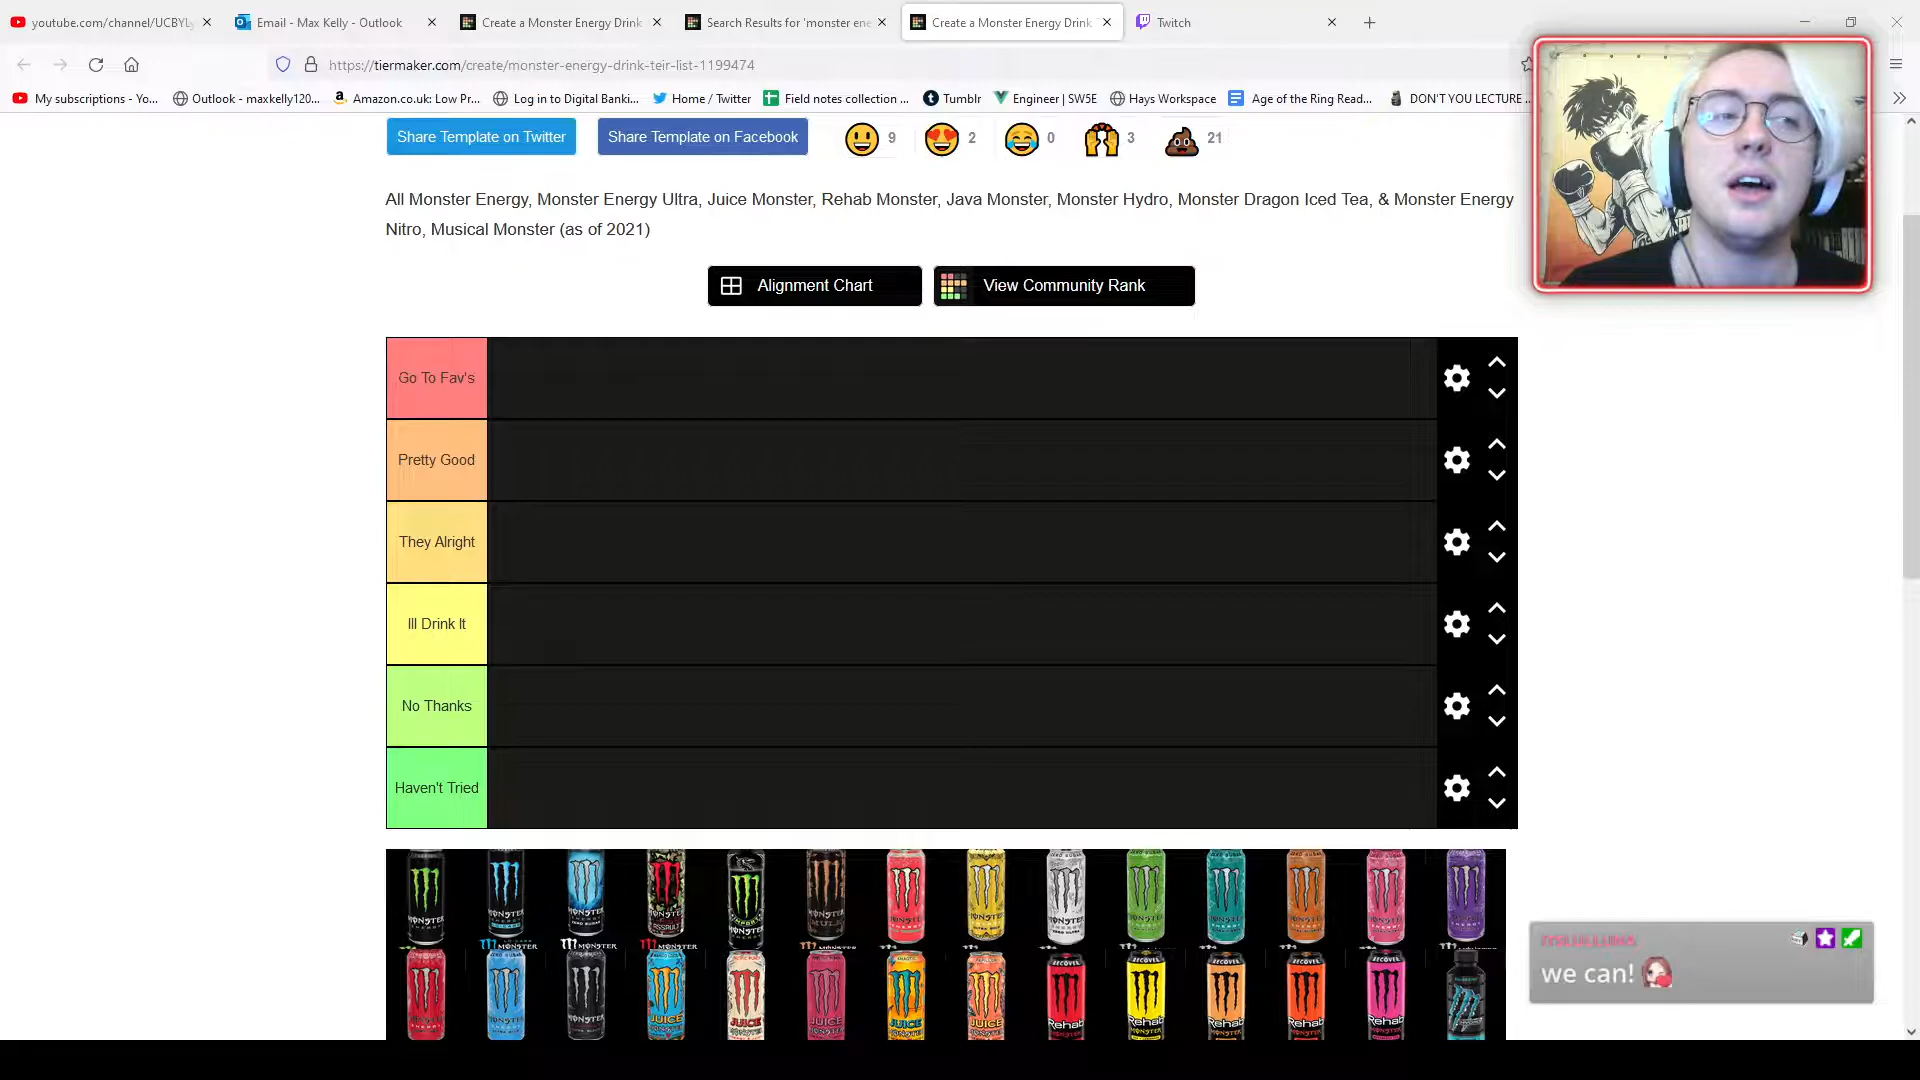 youtube.com/channel/UCBYLy
Email - Max Kelly - Outlook
Create a Monster Energy Drink
Search Results for 'monster ene
Create a Monster Energy Drink
Twitch
https://tiermaker.com/create/monster-energy-drink-teir-list-1199474
My subscriptions - Yo...
Outlook - maxkelly120...
Amazon.co.uk: Low Pr...
Log in to Digital Banki...
Home / Twitter
Field notes collection ...
Tumblr
Engineer | SW5E
Hays Workspace
Age of the Ring Read...
DON'T YOU LECTURE ...
Share Template on Twitter
Share Template on Facebook
9
2
0
3
21
All Monster Energy, Monster Energy Ultra, Juice Monster, Rehab Monster, Java Monster, Monster Hydro, Monster Dragon Iced Tea, & Monster Energy
Nitro, Musical Monster (as of 2021)
Alignment Chart
View Community Rank
Go To Fav's
Pretty Good
They Alright
Ill Drink It
No Thanks
Haven't Tried
we can!